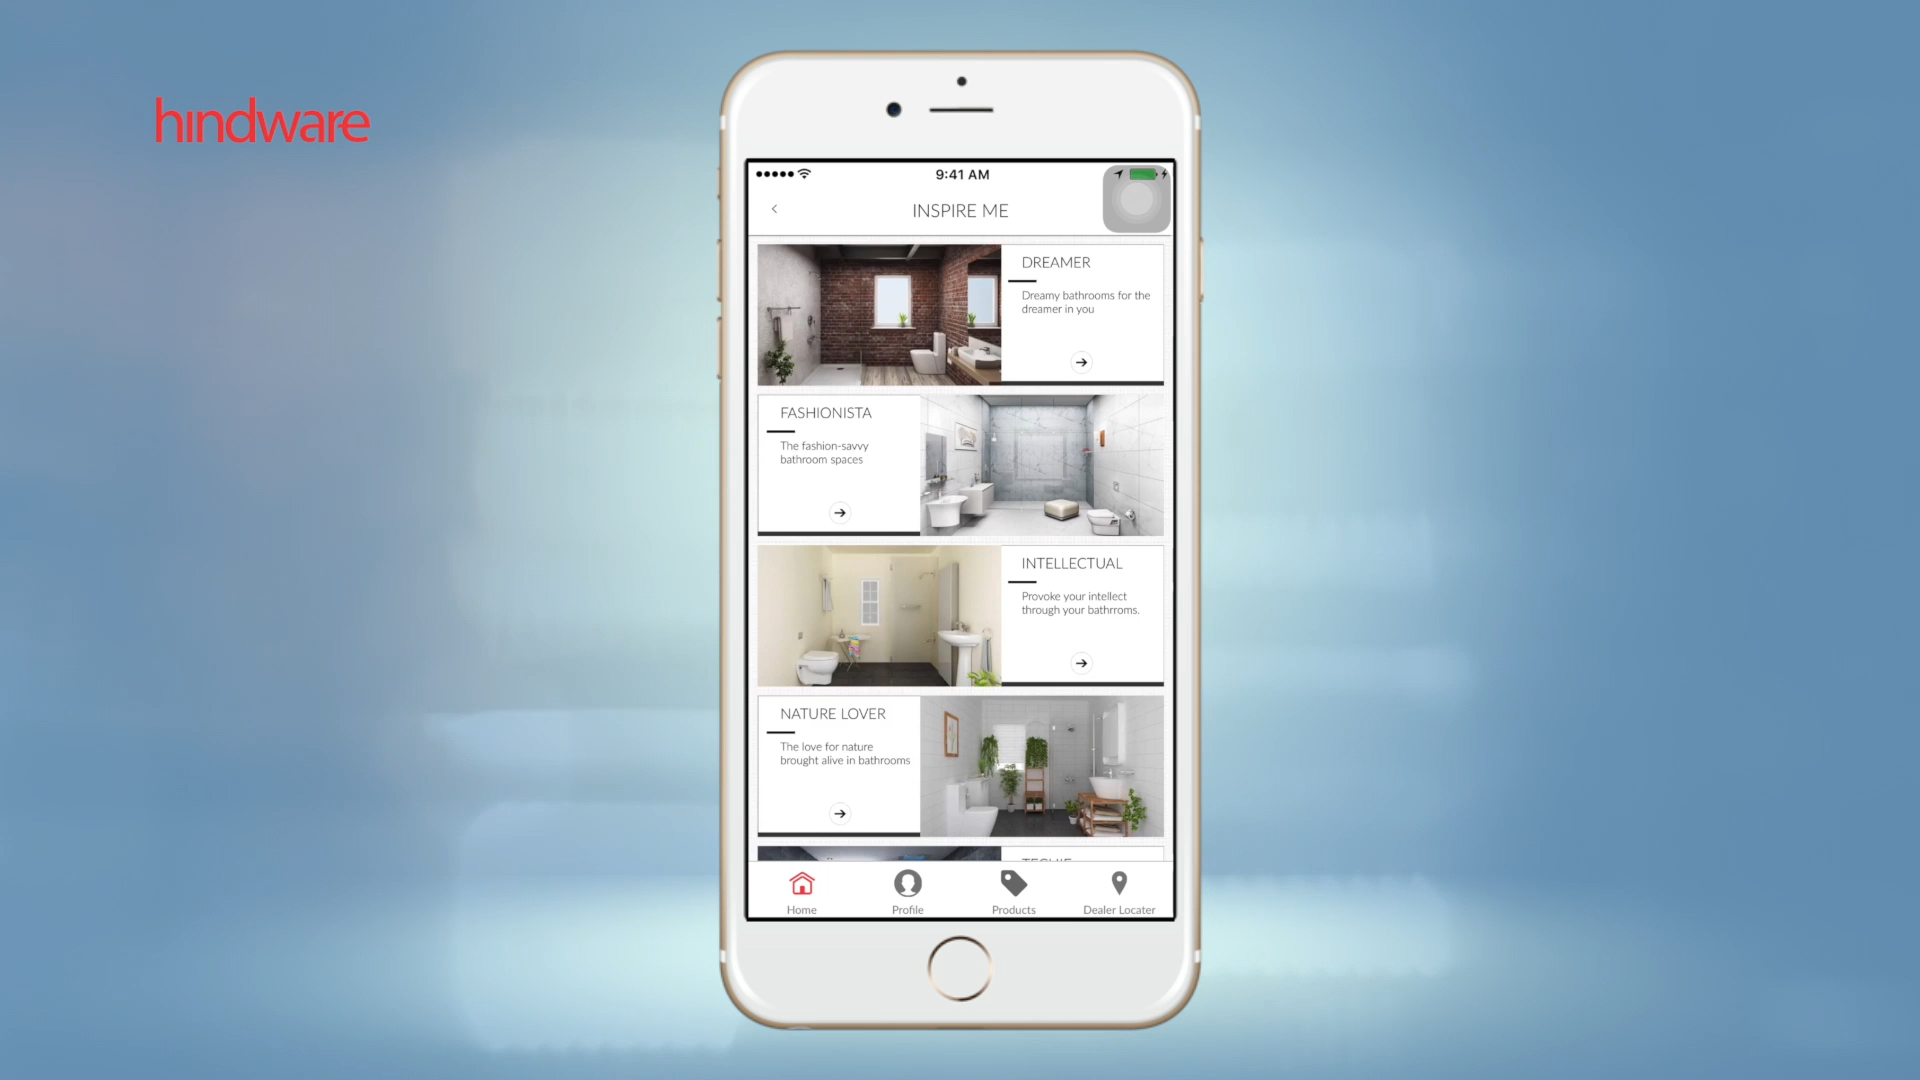 hindware
9:41 AM
INSPIRE ME
DREAMER
Dreamy bathrooms for the
dreamer in you
FASHIONISTA
The fashion-savvy
bathroom spaces
INTELLECTUAL
Provoke your intellect
through your bathrroms.
NATURE LOVER
The love for nature
brought alive in bathrooms
TECHIE
Home
Profile
Products
Dealer Locater